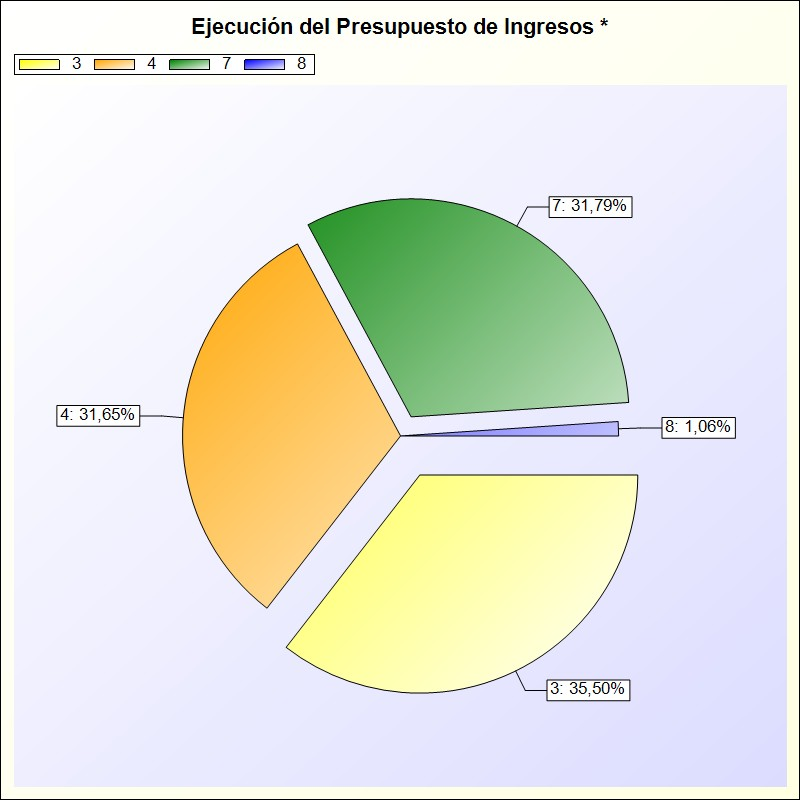 Ejecución del Presupuesto de Ingresos *
3 4 7 8
7: 31,79%
4: 31,65%
8: 1,06%
3: 35,50%